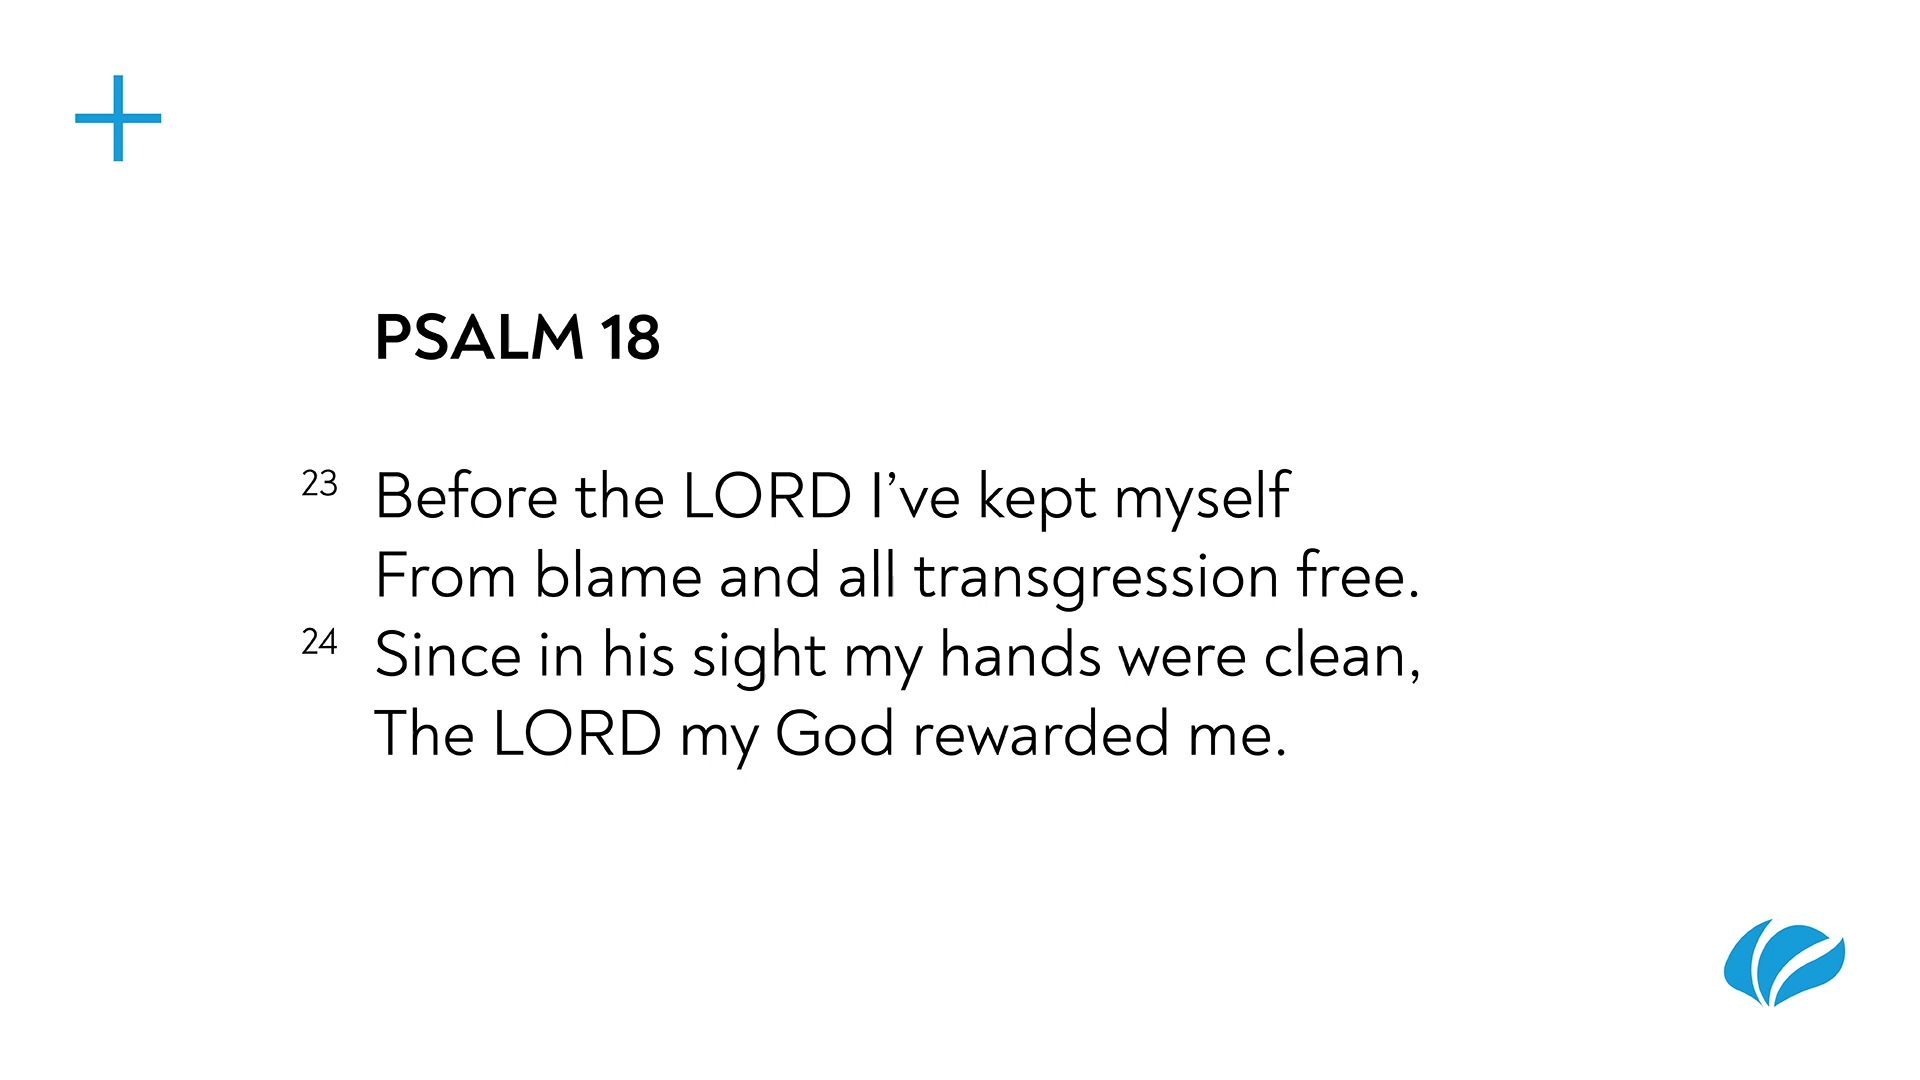 PSALM 18
23 Before the LORD I’ve kept myself
From blame and all transgression free.
24 Since in his sight my hands were clean,
The LORD my God rewarded me.